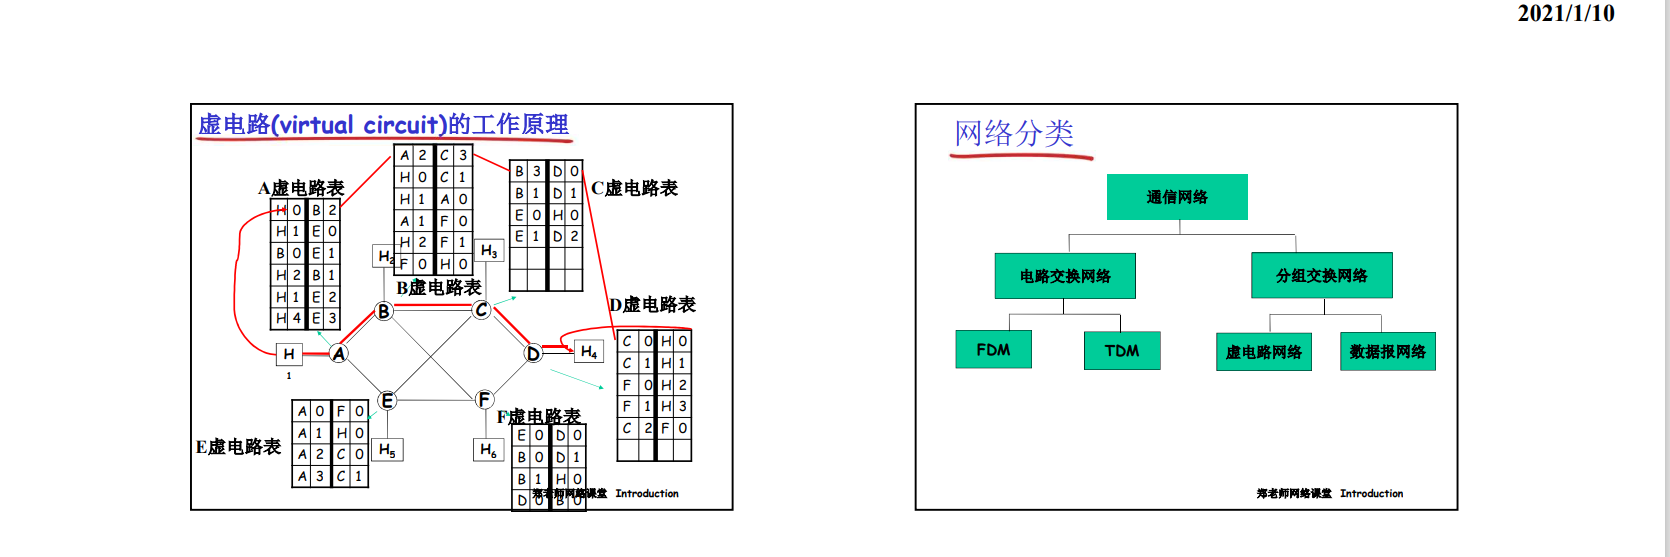 2021/1/10
虚电路(virtual circuit)的工作原理
A虚电路表
H 0 B 2
H 1 E 0
B 0 E 1
H 2 B 1
H 1 E 2
H 4 E 3
A 2 C 3
H 0 C 1
H 1 A 0
A 1 F 0
H 2 F 1
F 0 H 0
B虚电路表
B 3 D 0
B 1 D 1
E 0 H 0
E 1 D 2
C虚电路表
D虚电路表
C 0 H 0
C 1 H 1
F 0 H 2
F 1 H 3
C 2 F 0
H2
H3
B
C
H
1
A
D
H4
E
F
H5
H6
E虚电路表
A 0 F 0
A 1 H 0
A 2 C 0
A 3 C 1
F虚电路表
E 0 D 0
B 0 D 1
B 1 H 0
D 0 B 0
郑老师网络课堂 Introduction
网络分类
通信网络
电路交换网络 分组交换网络
FDM TDM 虚电路网络 数据报网络
郑老师网络课堂 Introduction